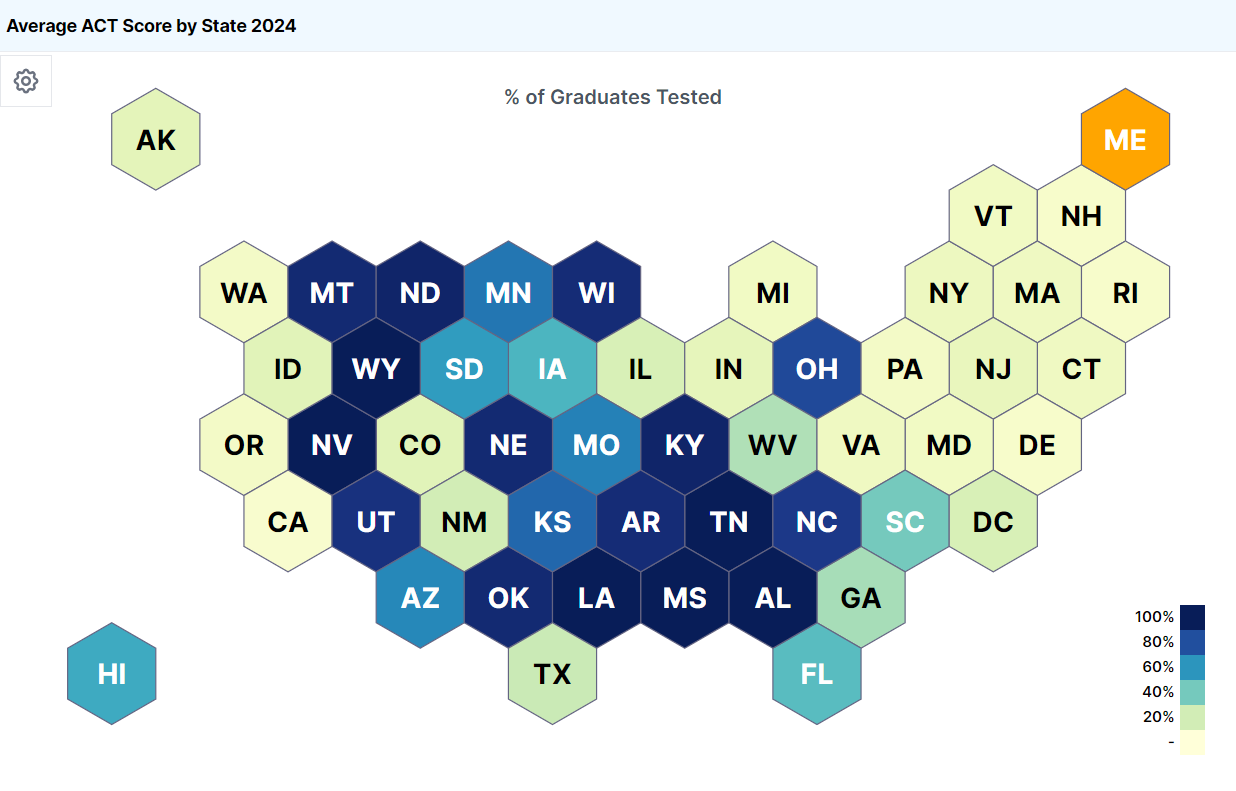 Average ACT Score by State 2024
% of Graduates Tested
AK
ME
VT NH
WA MT ND MN WI MI NY MA RI
ID WY SD IA IL IN OH PA NJ CT
OR NV CO NE MO KY WV VA MD DE
CA UT NM KS AR TN NC SC DC
AZ OK LA MS AL GA
HI TX FL
100%
80%
60%
40%
20%
-